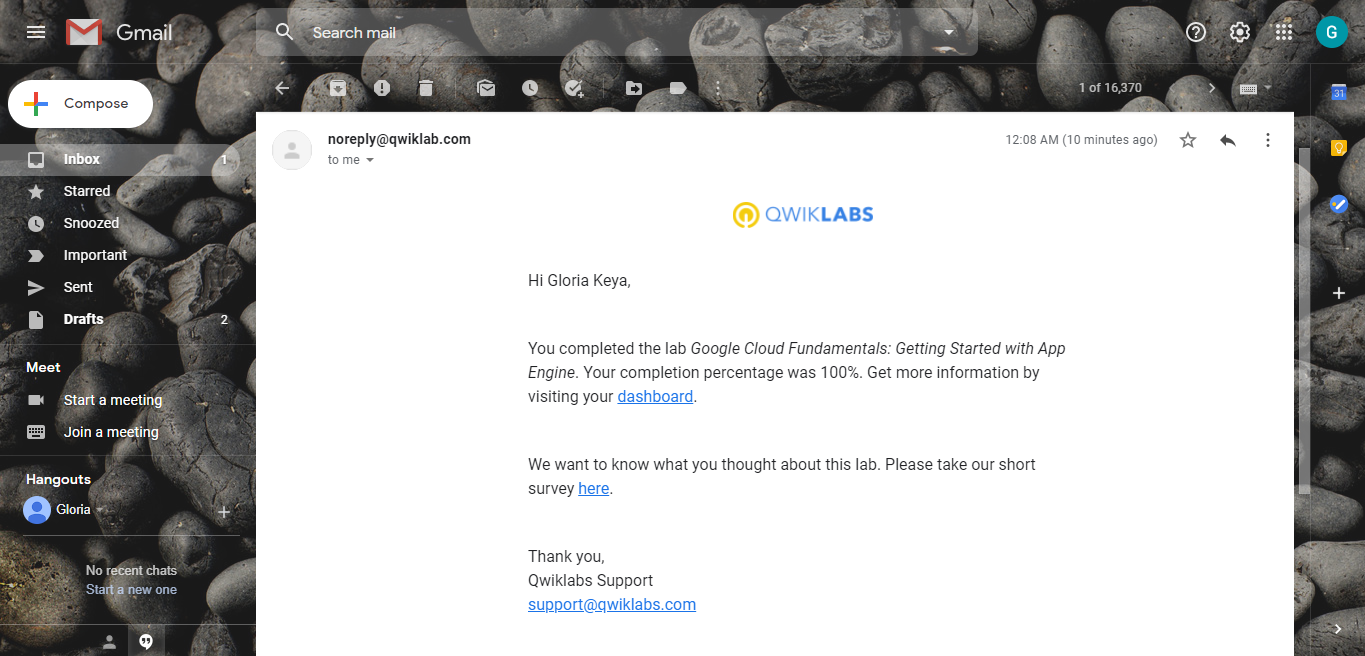 Gmail
Search mail
G
Compose
1 of 16,370
31
Inbox 1
Starred
Snoozed
Important
Sent
Drafts 2
Meet
Start a meeting
Join a meeting
Hangouts
Gloria
No recent chats
Start a new one
noreply@qwiklab.com
12:08 AM (10 minutes ago)
to me
QWIKLABS
Hi Gloria Keya,
You completed the lab Google Cloud Fundamentals: Getting Started with App
Engine. Your completion percentage was 100%. Get more information by
visiting your dashboard.
We want to know what you thought about this lab. Please take our short
survey here.
Thank you,
Qwiklabs Support
support@qwiklabs.com